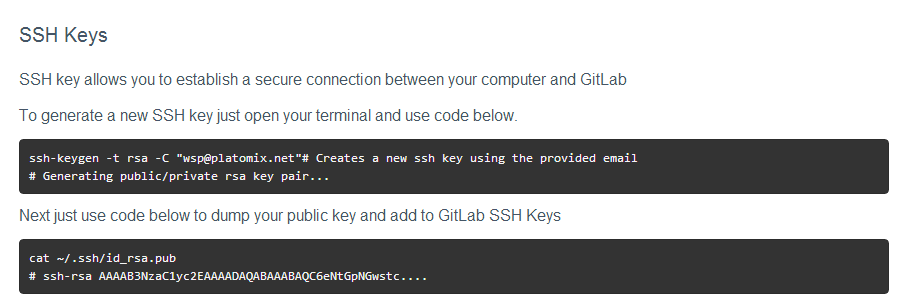 SSH Keys
SSH key allows you to establish a secure connection between your computer and GitLab
To generate a new SSH key just open your terminal and use code below.
ssh-keygen -t rsa -C "wsp@platomix.net"# Creates a new ssh key using the provided email
# Generating public/private rsa key pair...
Next just use code below to dump your public key and add to GitLab SSH Keys
cat ~/.ssh/id_rsa.pub
# ssh-rsa AAAAB3NzaC1yc2EAAAADAQABAAABAQC6eNtGpNGwstc....